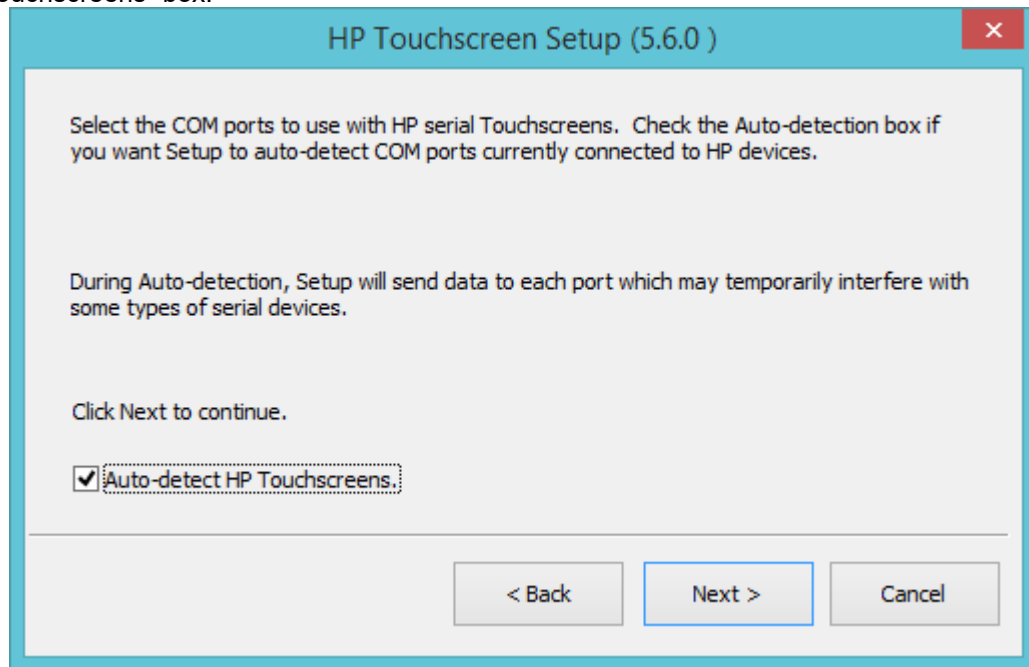 HP Touchscreen Setup (5.6.0 )
Select the COM ports to use with HP serial Touchscreens.  Check the Auto-detection box if
you want Setup to auto-detect COM ports currently connected to HP devices.
During Auto-detection, Setup will send data to each port which may temporarily interfere with
some types of serial devices.
Click Next to continue.
Auto-detect HP Touchscreens.
< Back
Next >
Cancel